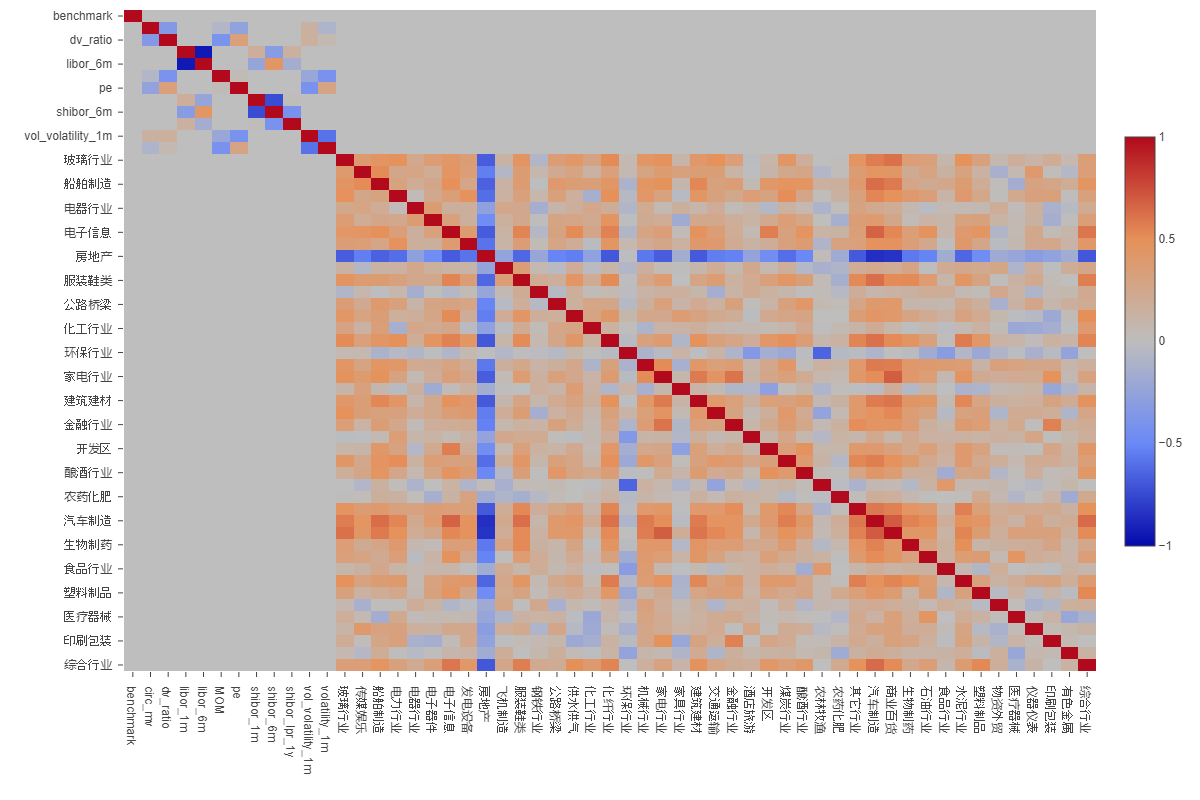 benchmark
dv_ratio
libor_6m
pe
shibor_6m
vol_volatility_1m
玻璃行业
船舶制造
电器行业
电子信息
房地产
服装鞋类
公路桥梁
化工行业
环保行业
家电行业
建筑建材
金融行业
开发区
酿酒行业
农药化肥
汽车制造
生物制药
食品行业
塑料制品
医疗器械
印刷包装
综合行业
1
0.5
0
−0.5
−1
benchmark
circ_mv
dv_ratio
libor_1m
libor_6m
MOM
pe
shibor_1m
shibor_6m
shibor_lpr_1y
vol_volatility_1m
volatility_1m
玻璃行业
传媒娱乐
船舶制造
电力行业
电器行业
电子器件
电子信息
发电设备
房地产
飞机制造
服装鞋类
钢铁行业
公路桥梁
供水供气
化工行业
化纤行业
环保行业
机械行业
家电行业
家具行业
建筑建材
交通运输
金融行业
酒店旅游
开发区
煤炭行业
酿酒行业
农林牧渔
农药化肥
其它行业
汽车制造
商业百货
生物制药
石油行业
食品行业
水泥行业
塑料制品
物资外贸
医疗器械
仪器仪表
印刷包装
有色金属
综合行业